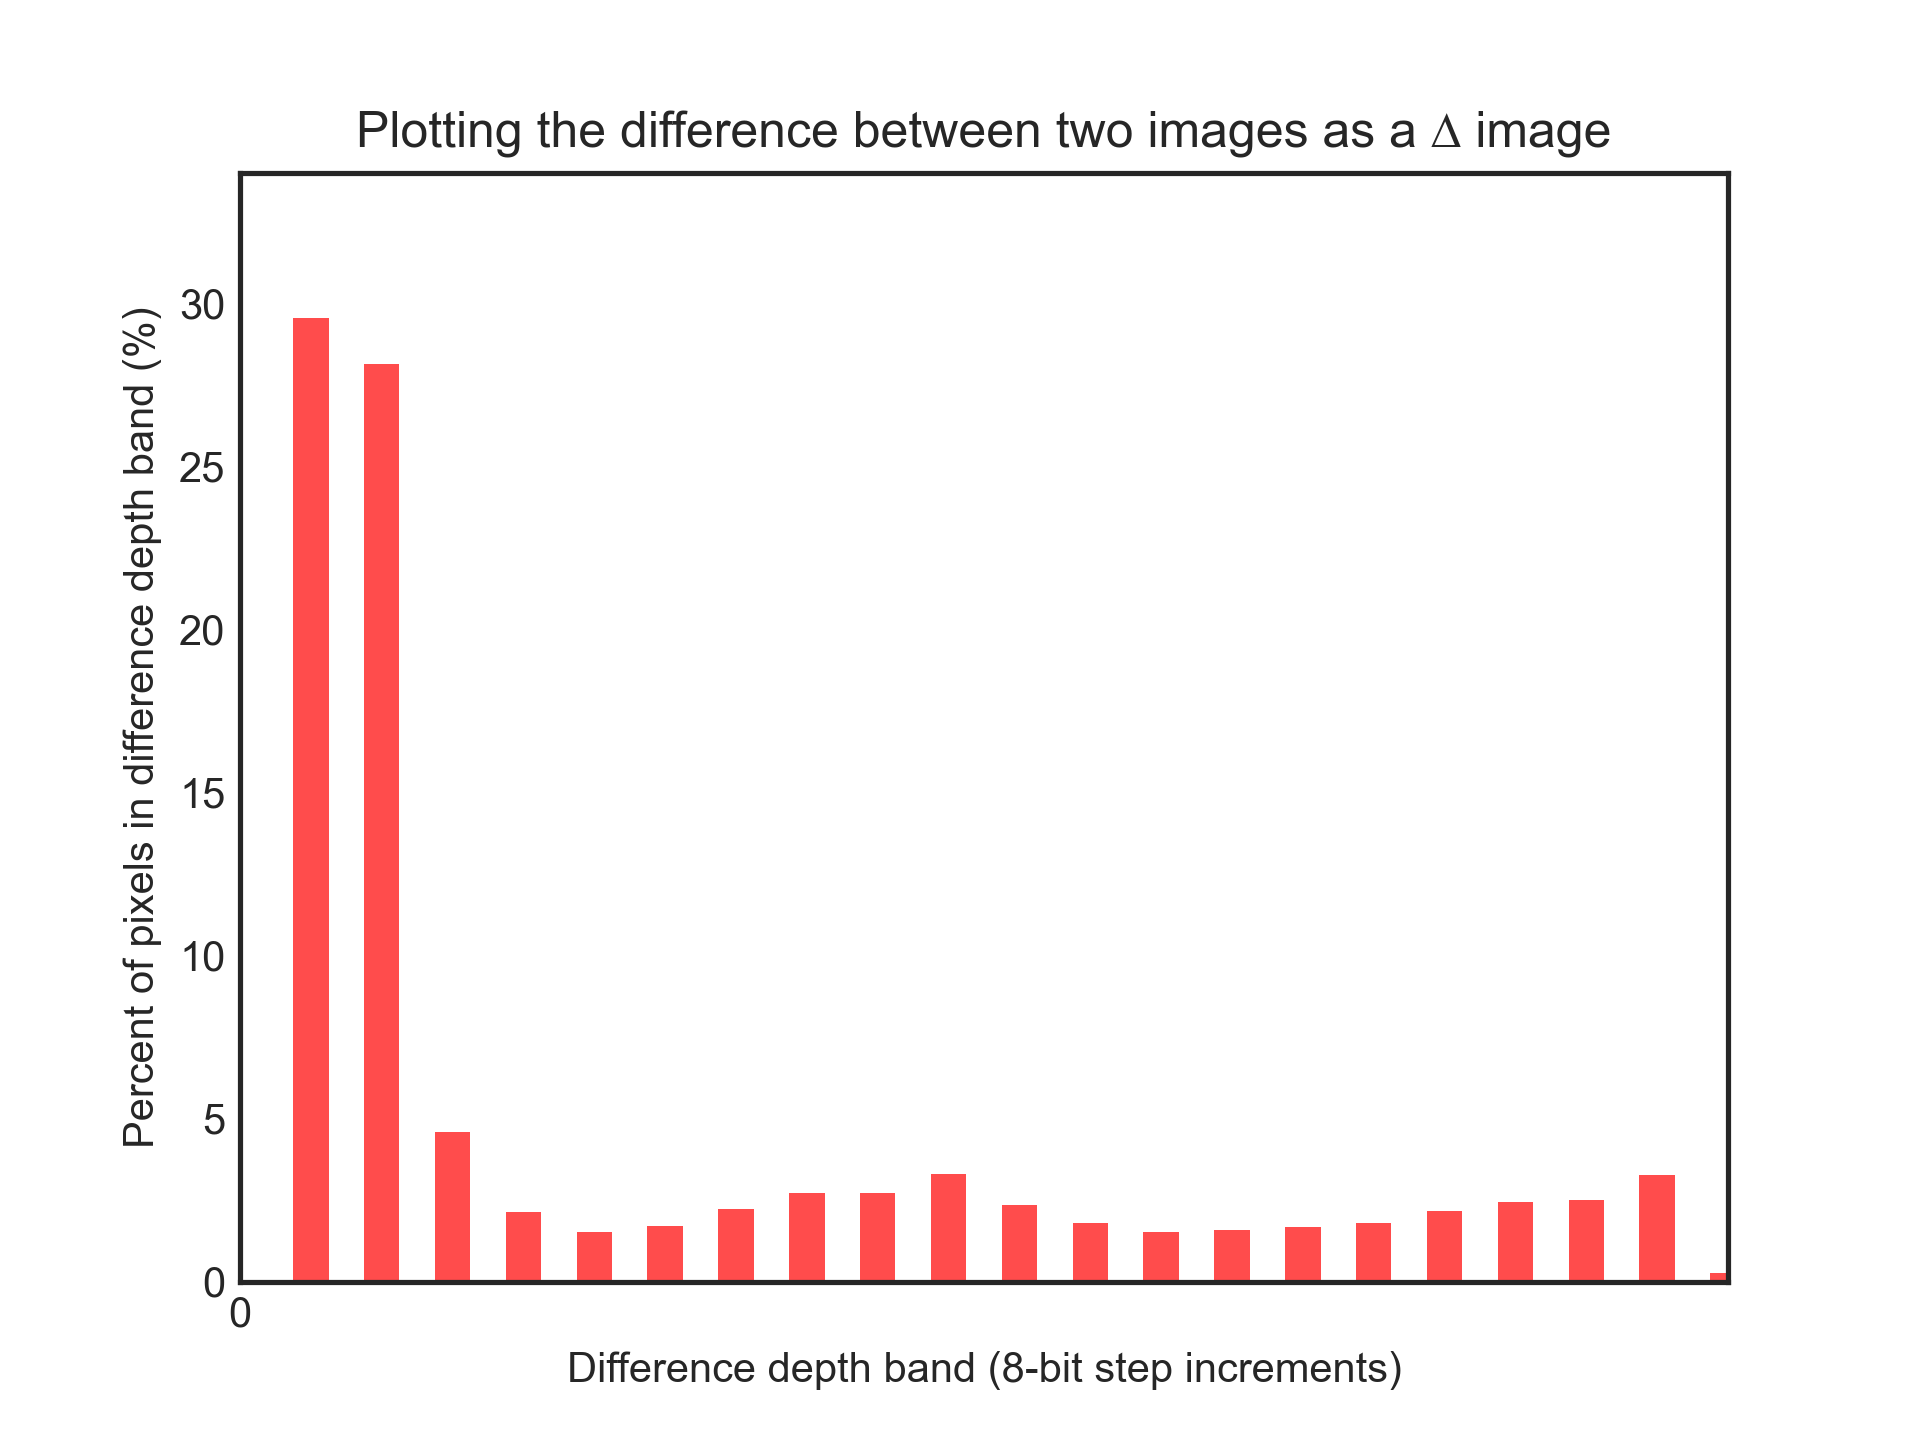 Plotting the difference between two images as a Δ image
Percent of pixels in difference depth band (%)
30
25
20
15
10
5
0
0
Difference depth band (8-bit step increments)